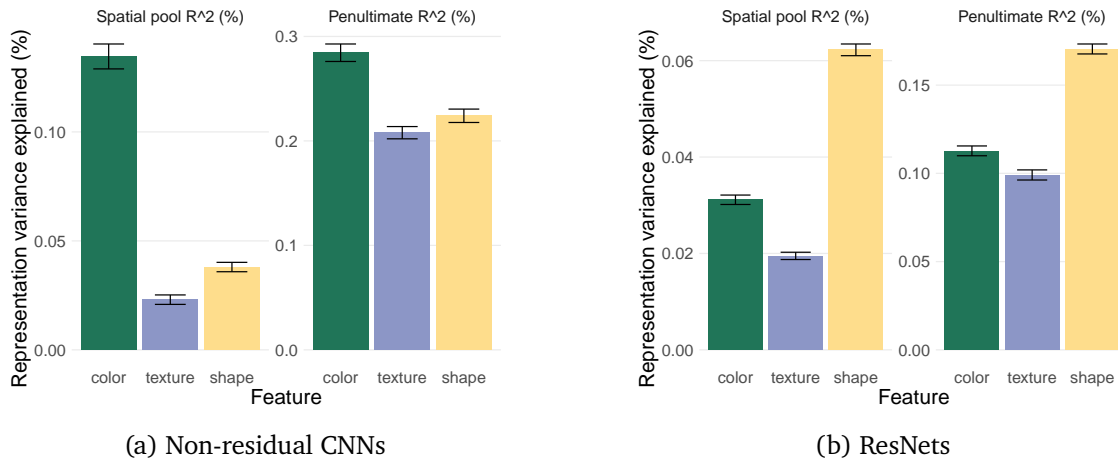 Spatial pool R^2 (%)
Penultimate R^2 (%)
Representation variance explained (%)
0.10
0.05
0.00
0.3
0.2
0.1
0.0
color texture shape
color texture shape
Feature
(a) Non-residual CNNs
Spatial pool R^2 (%)
Penultimate R^2 (%)
Representation variance explained (%)
0.06
0.04
0.02
0.00
0.15
0.10
0.05
0.00
color texture shape
color texture shape
Feature
(b) ResNets